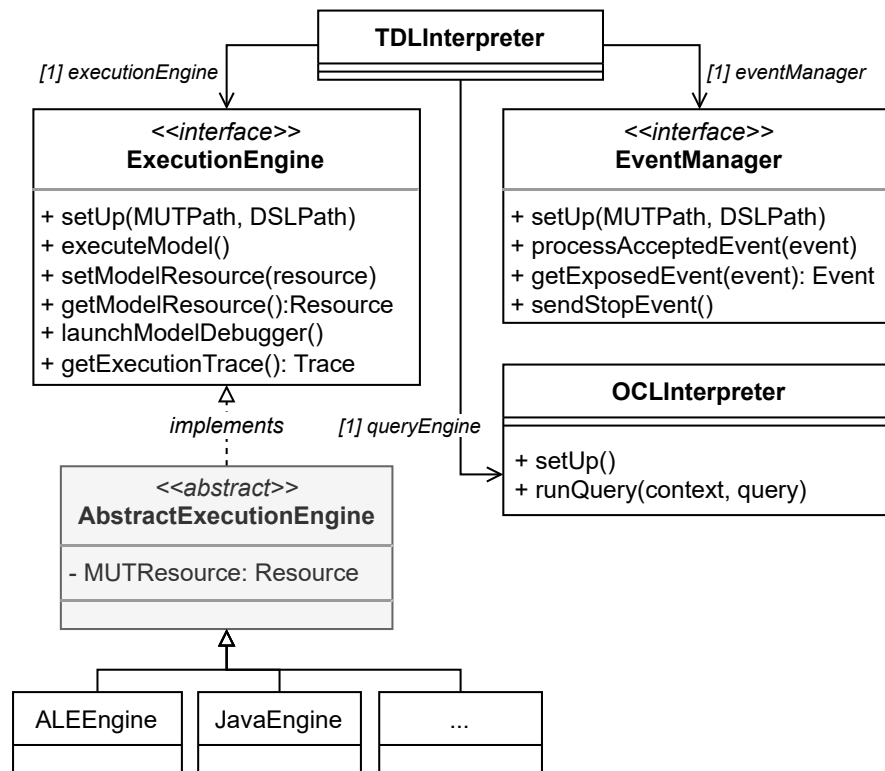 TDLInterpreter
[1] executionEngine
[1] eventManager
<<interface>>
ExecutionEngine
+ setUp(MUTPath, DSLPath)
+ executeModel()
+ setModelResource(resource)
+ getModelResource():Resource
+ launchModelDebugger()
+ getExecutionTrace(): Trace
<<interface>>
EventManager
+ setUp(MUTPath, DSLPath)
+ processAcceptedEvent(event)
+ getExposedEvent(event): Event
+ sendStopEvent()
implements
[1] queryEngine
OCLInterpreter
+ setUp()
+ runQuery(context, query)
<<abstract>>
AbstractExecutionEngine
- MUTResource: Resource
ALEEngine
JavaEngine
...